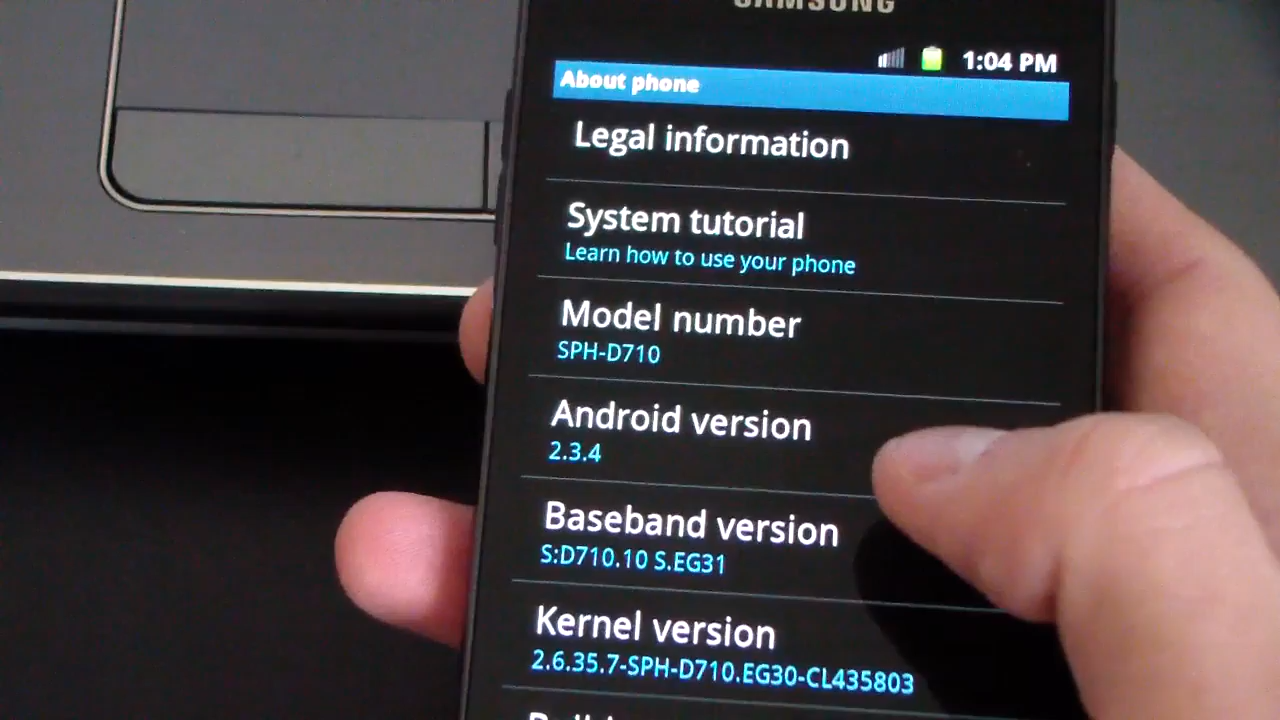 SAMSUNG
1:04 PM
About phone
Legal information
System tutorial
Learn how to use your phone
Model number
SPH-D710
Android version
2.3.4
Baseband version
S:D710.10 S.EG31
Kernel version
2.6.35.7-SPH-D710.EG30-CL435803